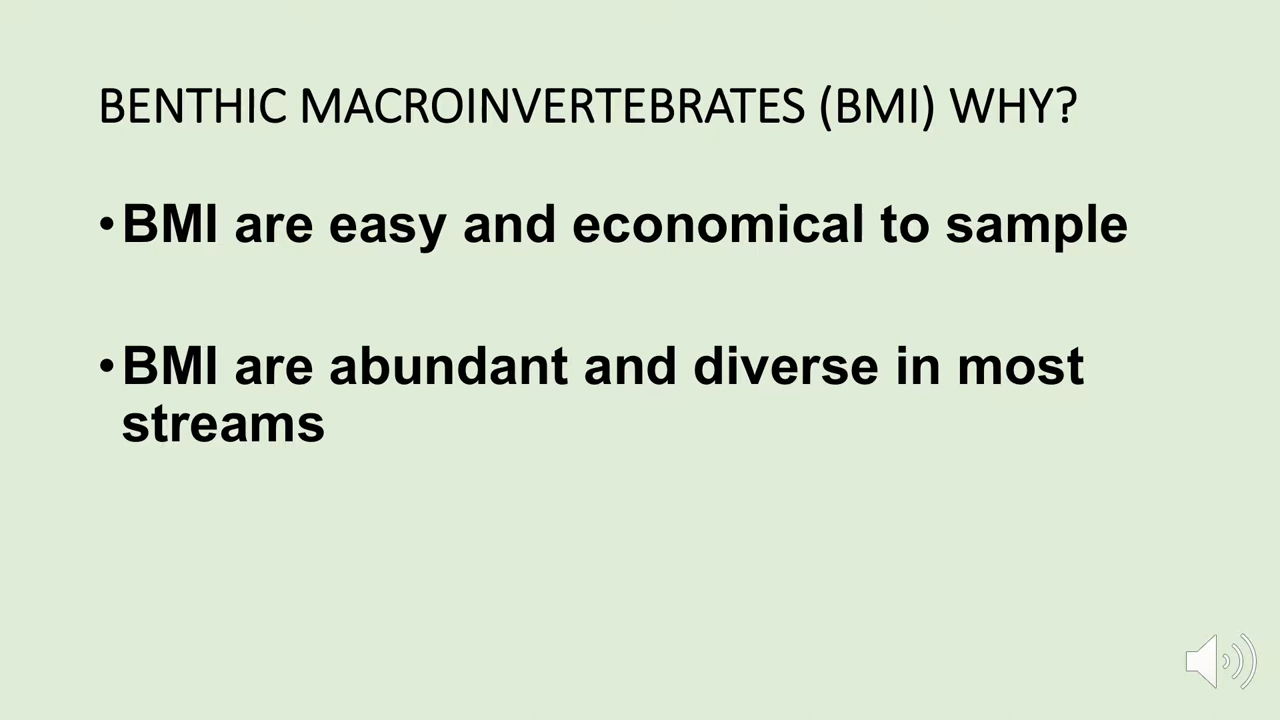 BENTHIC MACROINVERTEBRATES (BMI) WHY?
•BMI are easy and economical to sample
•BMI are abundant and diverse in most
streams